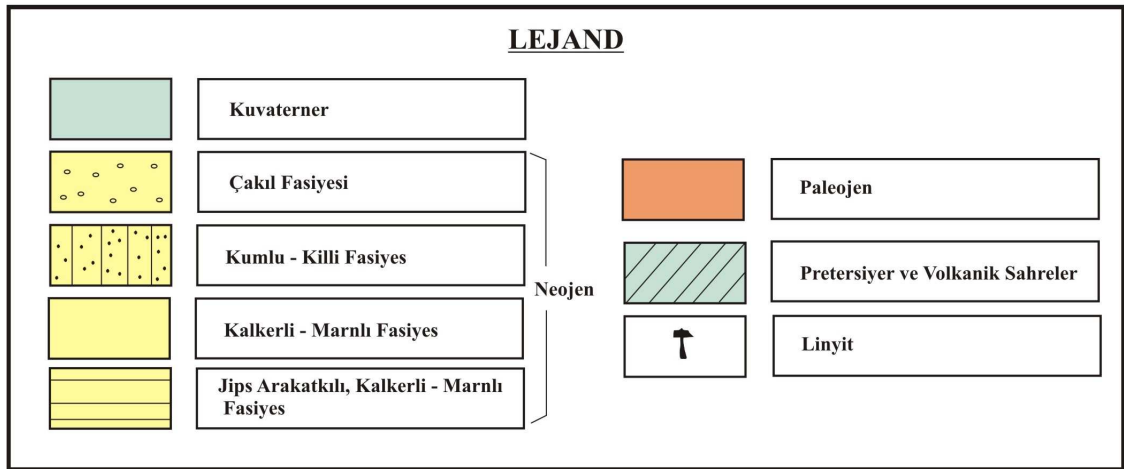 LEJAND
Kuvaterner
Çakıl Fasiyesi
Kumlu - Killi Fasiyes
Kalkerli - Marnlı Fasiyes
Jips Arakatkılı, Kalkerli - Marnlı
Fasiyes
Neojen
Paleojen
Pretersiyer ve Volkanik Sahreler
Linyit